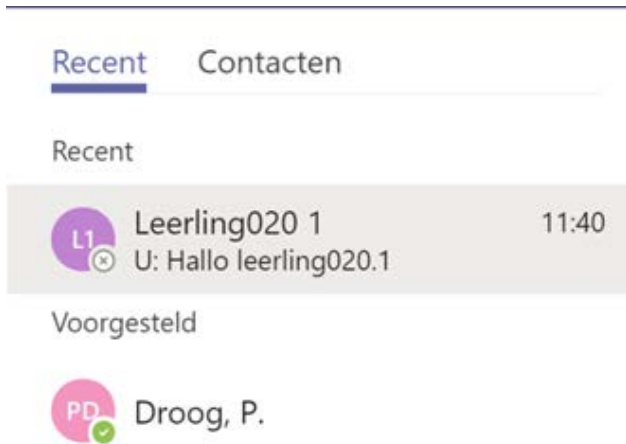 Recent Contacten
Recent
L1 Leerling020 1 11:40
U: Hallo leerling020.1
Voorgesteld
PD Droog, P.